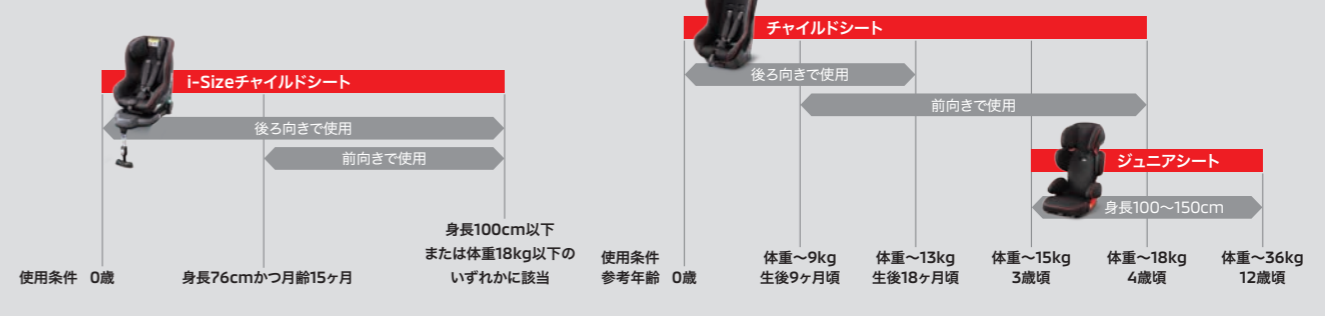 i-Sizeチャイルドシート
後ろ向きで使用
前向きで使用
使用条件 0歳
身長76cmかつ月齢15ヶ月
身長100cm以下
または体重18kg以下の
いずれかに該当
チャイルドシート
後ろ向きで使用
前向きで使用
ジュニアシート
身長100〜150cm
使用条件
参考年齢 0歳
体重〜9kg
生後9ヶ月頃
体重〜13kg
生後18ヶ月頃
体重〜15kg
3歳頃
体重〜18kg
4歳頃
体重〜36kg
12歳頃